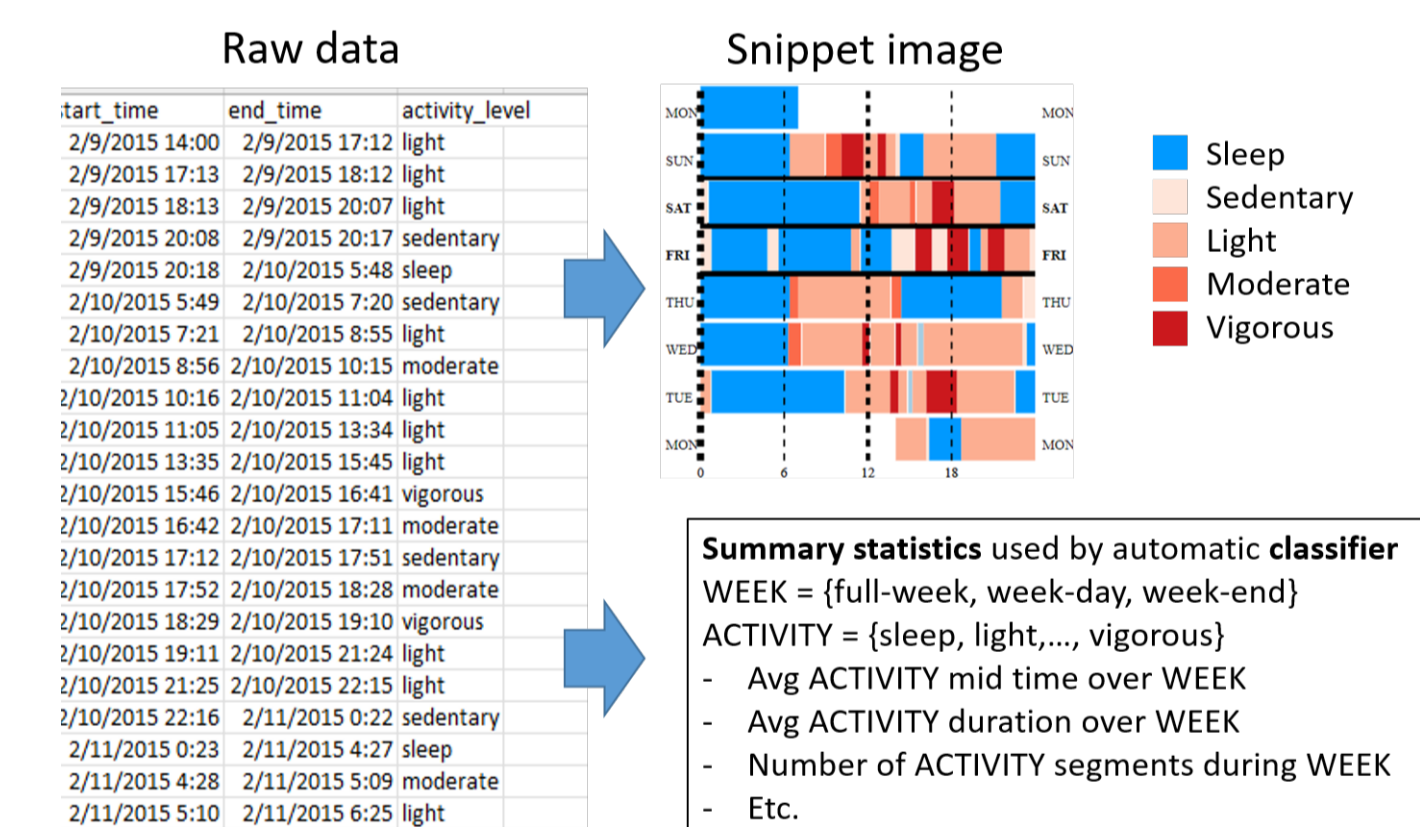 Raw data
start_time end_time activity_level
2/9/2015 14:00 2/9/2015 17:12 light
2/9/2015 17:13 2/9/2015 18:12 light
2/9/2015 18:13 2/9/2015 20:07 light
2/9/2015 20:08 2/9/2015 20:17 sedentary
2/9/2015 20:18 2/10/2015 5:48 sleep
2/10/2015 5:49 2/10/2015 7:20 sedentary
2/10/2015 7:21 2/10/2015 8:55 light
2/10/2015 8:56 2/10/2015 10:15 moderate
2/10/2015 10:16 2/10/2015 11:04 light
2/10/2015 11:05 2/10/2015 13:34 light
2/10/2015 13:35 2/10/2015 15:45 light
2/10/2015 15:46 2/10/2015 16:41 vigorous
2/10/2015 16:42 2/10/2015 17:11 moderate
2/10/2015 17:12 2/10/2015 17:51 sedentary
2/10/2015 17:52 2/10/2015 18:28 moderate
2/10/2015 18:29 2/10/2015 19:10 vigorous
2/10/2015 19:11 2/10/2015 21:24 light
2/10/2015 21:25 2/10/2015 22:15 light
2/10/2015 22:16 2/11/2015 0:22 sedentary
2/11/2015 0:23 2/11/2015 4:27 sleep
2/11/2015 4:28 2/11/2015 5:09 moderate
2/11/2015 5:10 2/11/2015 6:25 light
Snippet image
MON MON
SUN SUN
SAT SAT
FRI FRI
THU THU
WED WED
TUE TUE
MON MON
0 6 12 18
Sleep
Sedentary
Light
Moderate
Vigorous
Summary statistics used by automatic classifier
WEEK = {full-week, week-day, week-end}
ACTIVITY = {sleep, light,..., vigorous}
- Avg ACTIVITY mid time over WEEK
- Avg ACTIVITY duration over WEEK
- Number of ACTIVITY segments during WEEK
- Etc.